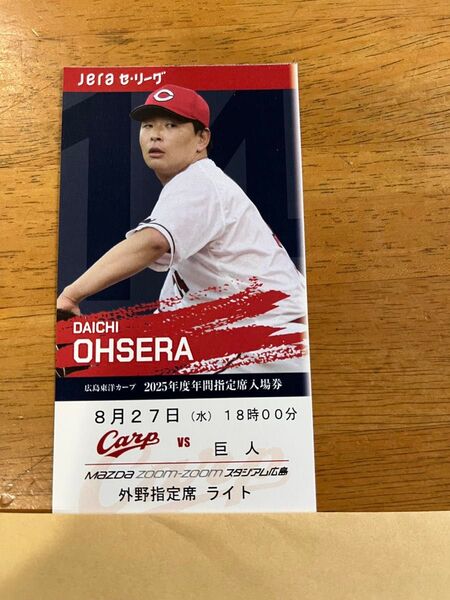 Jera セ・リーグ
14
DAICHI
OHSERA
広島東洋カープ 2025年度年間指定席入場券
8月27日(水) 18時00分
Carp vs 巨人
mazda zoom-zoom スタジアム広島
外野指定席 ライト